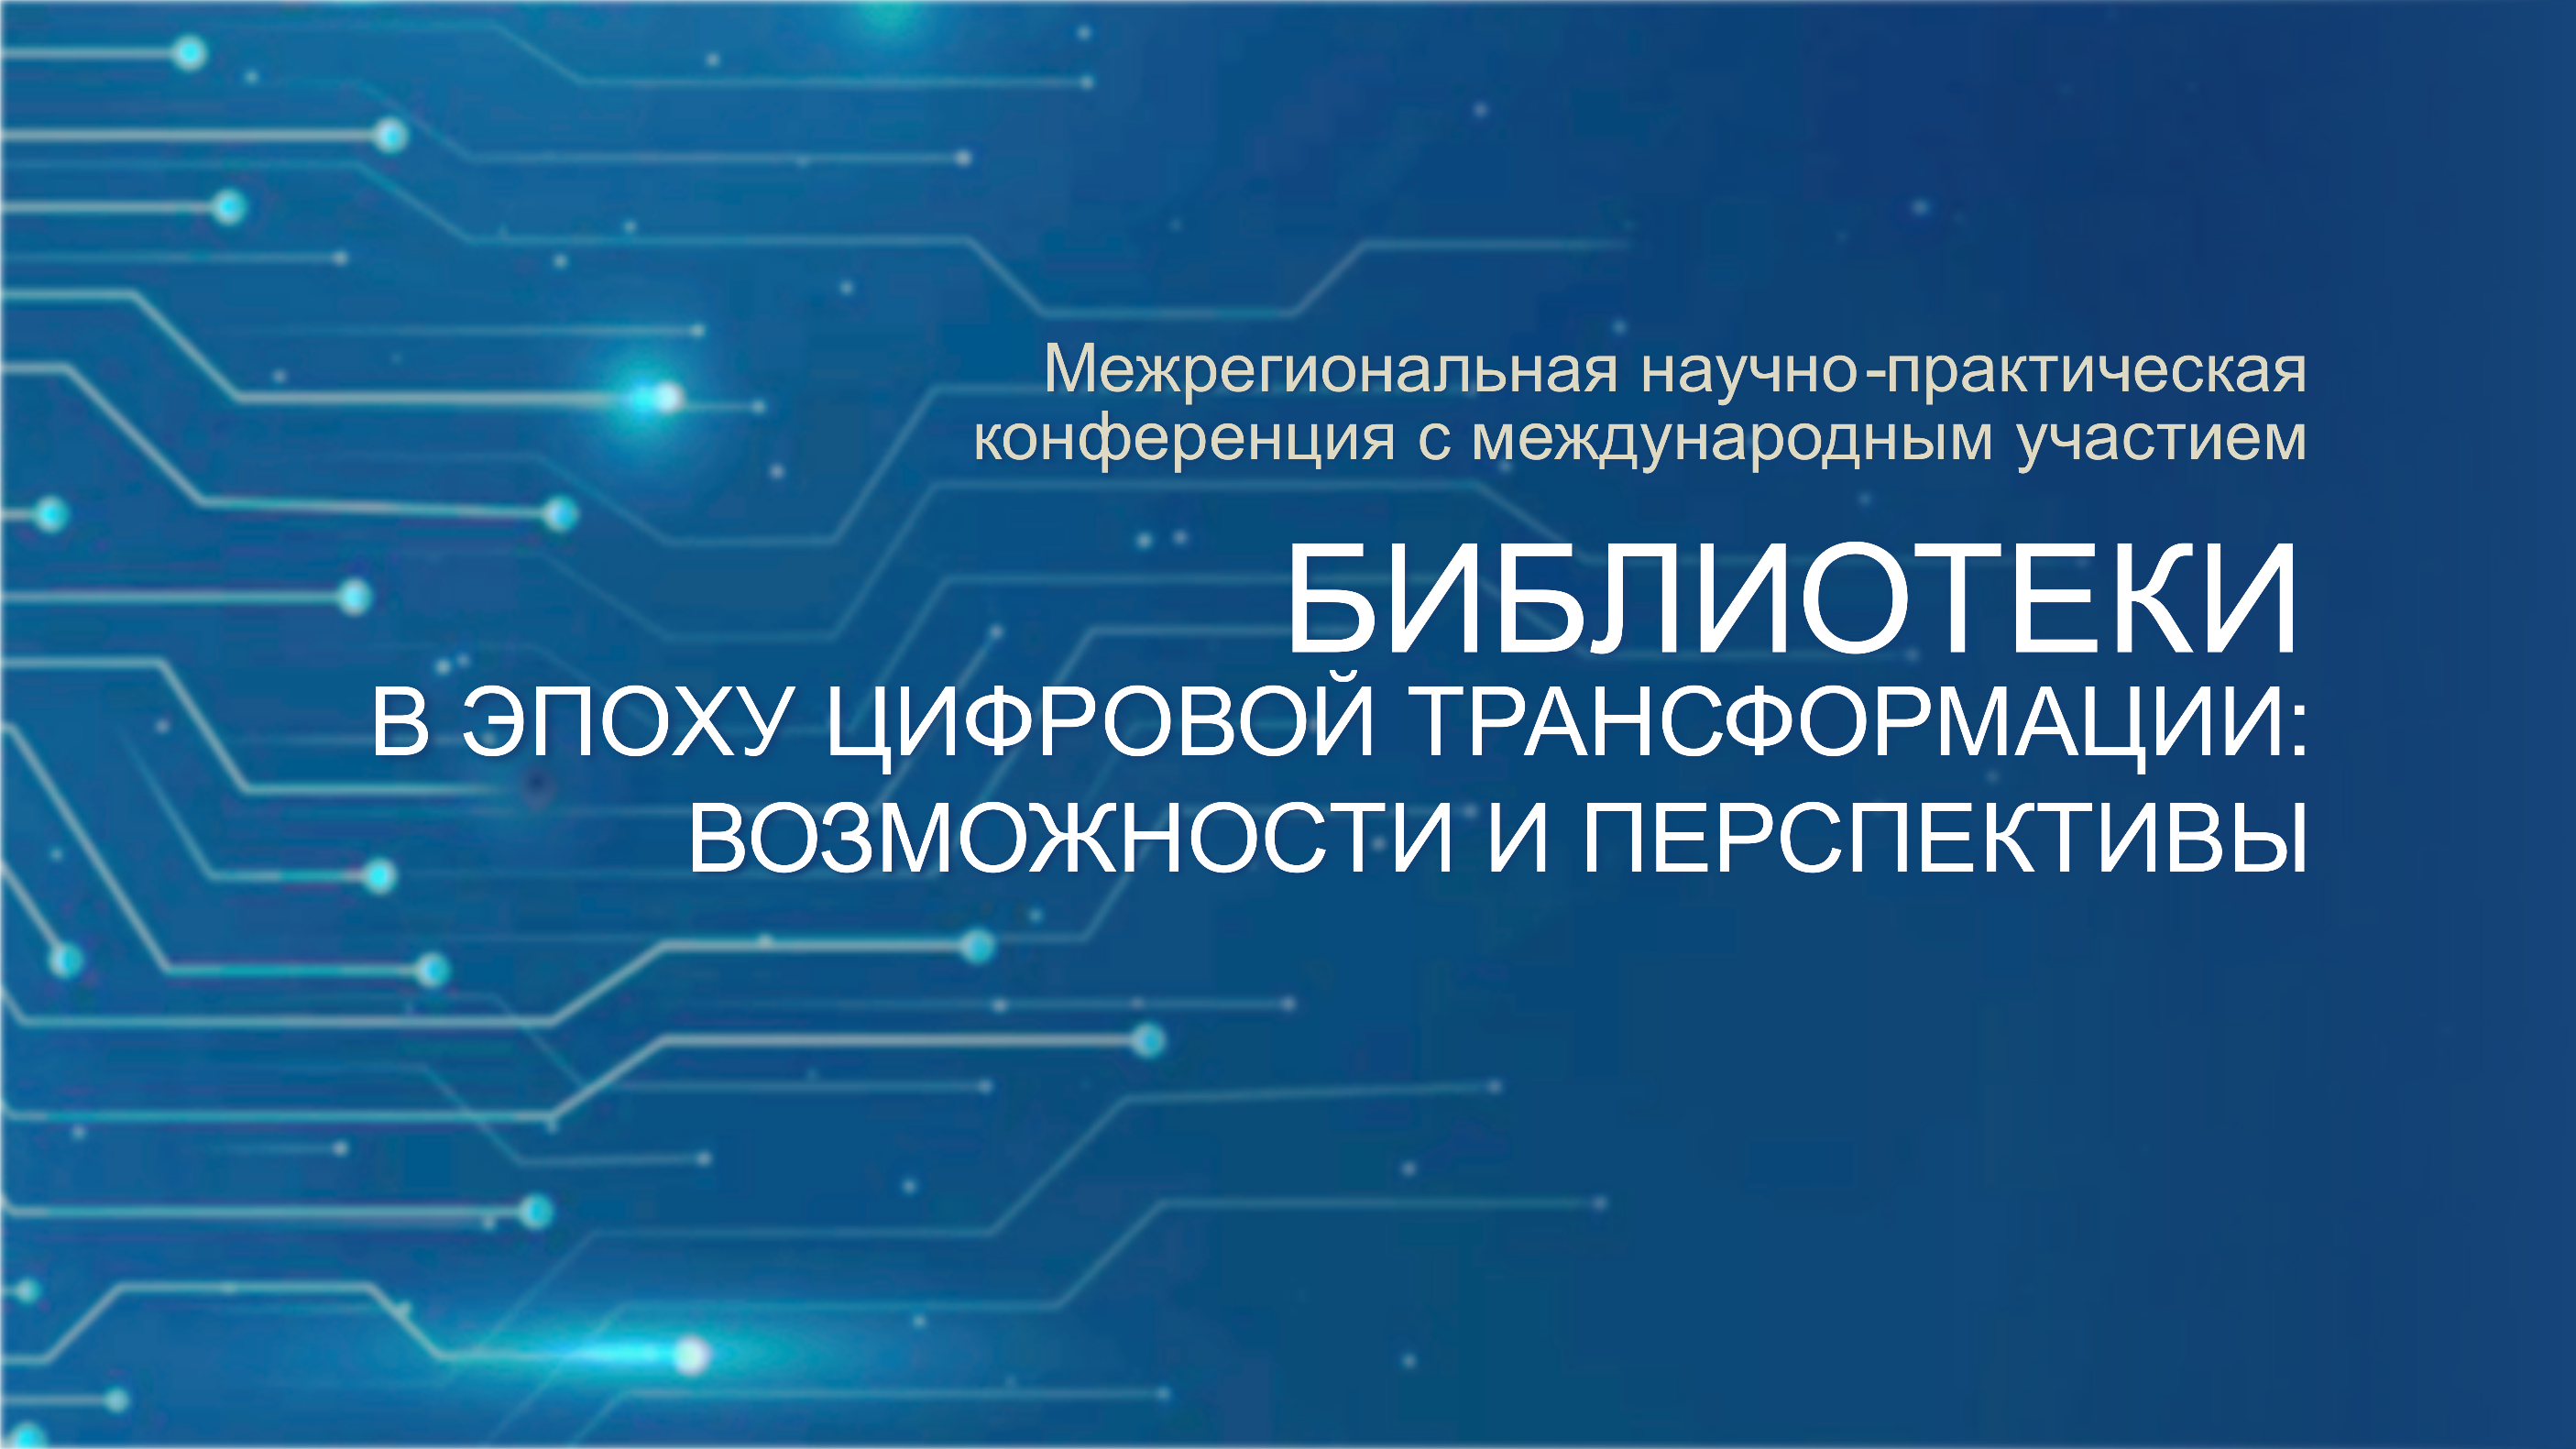 Межрегиональная научно-практическая
конференция с международным участием
БИБЛИОТЕКИ
В ЭПОХУ ЦИФРОВОЙ ТРАНСФОРМАЦИИ:
ВОЗМОЖНОСТИ И ПЕРСПЕКТИВЫ